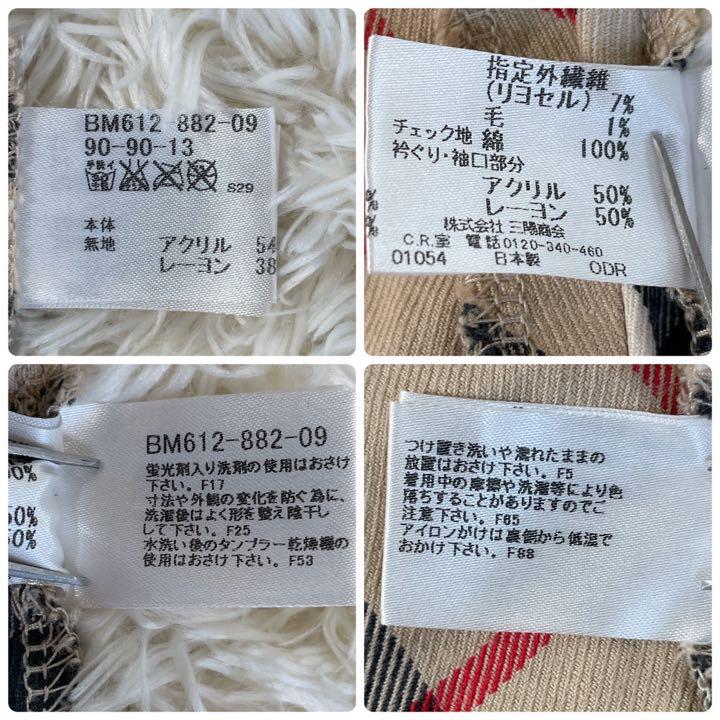 BM612-882-09
90-90-13
手洗イ
S29
本体
無地 アクリル 54
レーヨン 38
指定外繊維
(リヨセル) 7%
毛 1%
チェック地 綿 100%
衿ぐり・袖口部分
アクリル 50%
レーヨン 50%
株式会社 三陽商会
C.R.室 電話0120-340-460
01054 日本製 ODR
0%
50%
50%
BM612-882-09
蛍光剤入り洗剤の使用はおさけ
下さい。F17
寸法や外観の変化を防ぐ為に、
洗濯後はよく形を整え陰干し
して下さい。F25
水洗い後のタンブラー乾燥機の
使用はおさけ下さい。F53
つけ置き洗いや濡れたままの
放置はおさけ下さい。F5
着用中の摩擦や洗濯等により色
落ちすることがありますのでご
注意下さい。F65
アイロンがけは裏側から低温で
おかけ下さい。F88